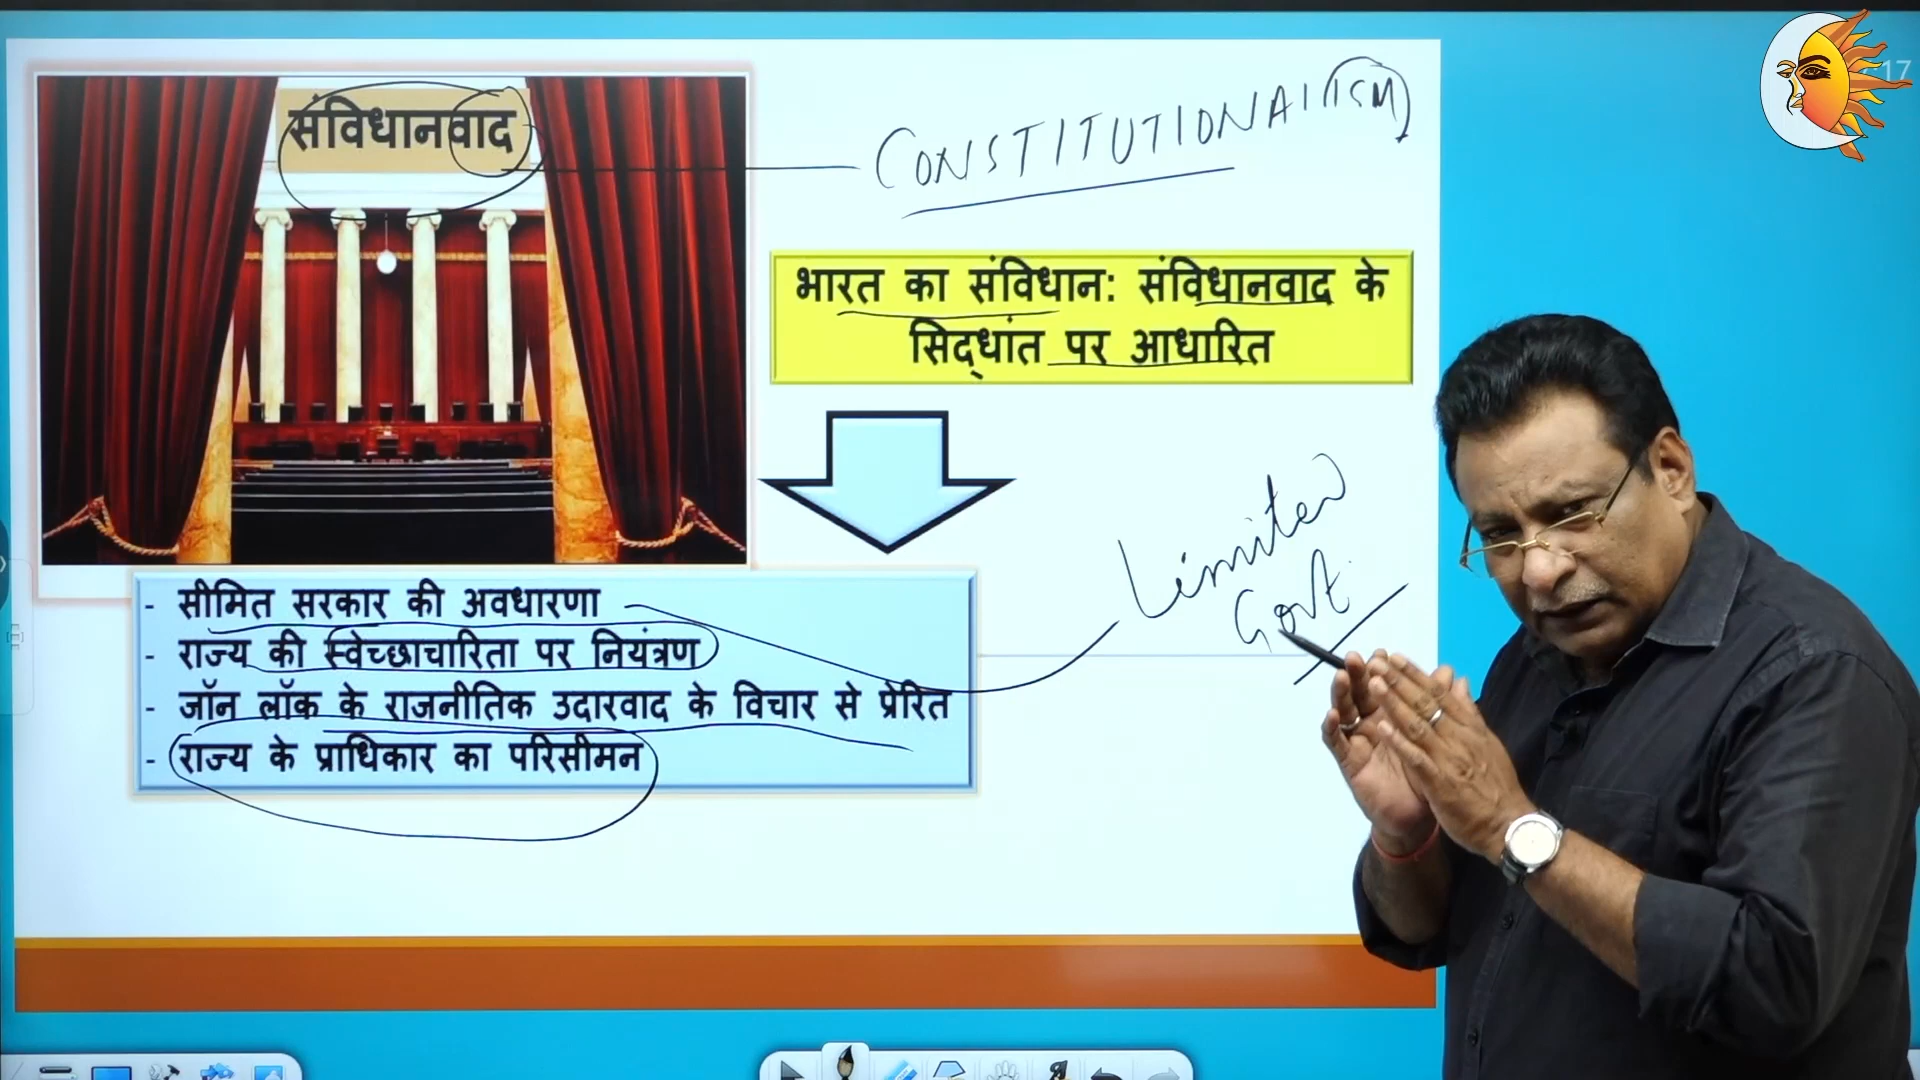 संविधानवाद
CONSTITUTIONALISM
भारत का संविधान: संविधानवाद के
सिद्धांत पर आधारित
Limited
Govt.
- सीमित सरकार की अवधारणा
- राज्य की स्वेच्छाचारिता पर नियंत्रण
- जॉन लॉक के राजनीतिक उदारवाद के विचार से प्रेरित
- राज्य के प्राधिकार का परिसीमन